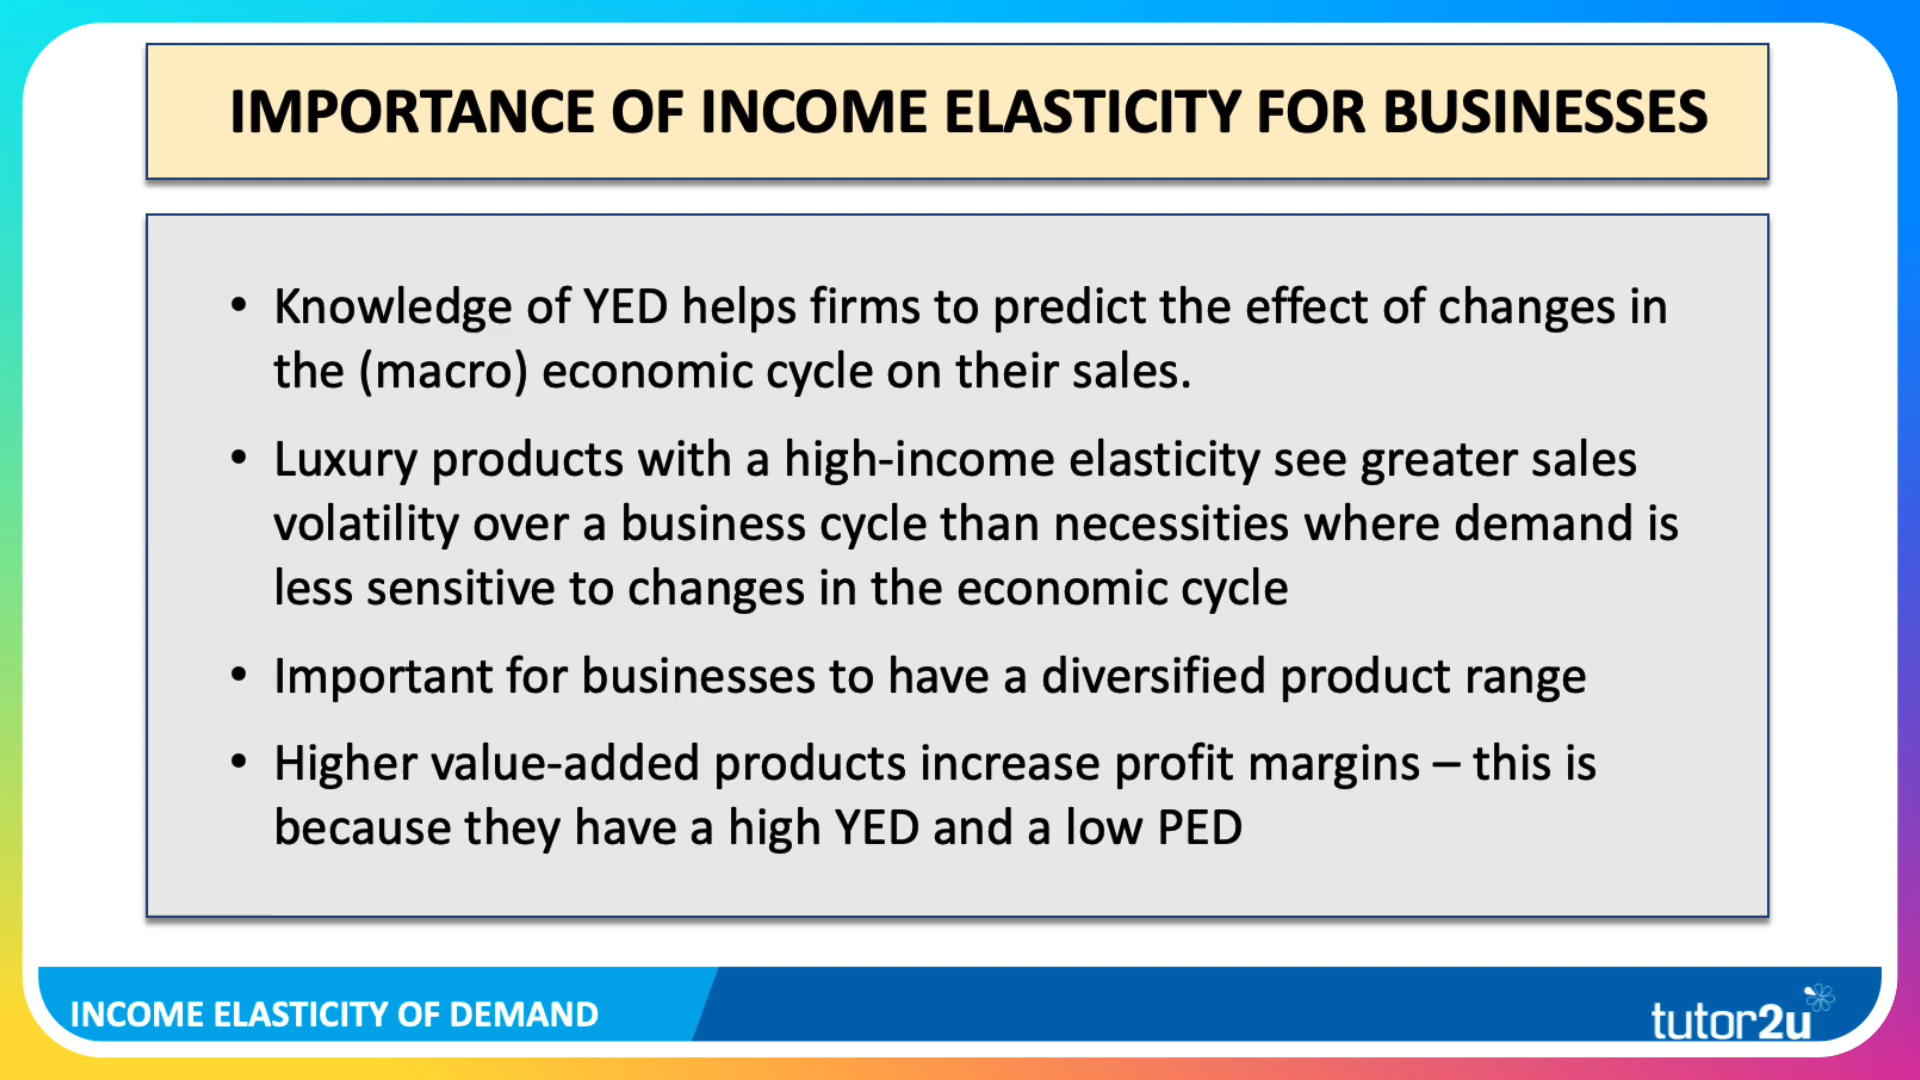 IMPORTANCE OF INCOME ELASTICITY FOR BUSINESSES
• Knowledge of YED helps firms to predict the effect of changes in
the (macro) economic cycle on their sales.
• Luxury products with a high-income elasticity see greater sales
volatility over a business cycle than necessities where demand is
less sensitive to changes in the economic cycle
• Important for businesses to have a diversified product range
• Higher value-added products increase profit margins – this is
because they have a high YED and a low PED
INCOME ELASTICITY OF DEMAND
tutor2u